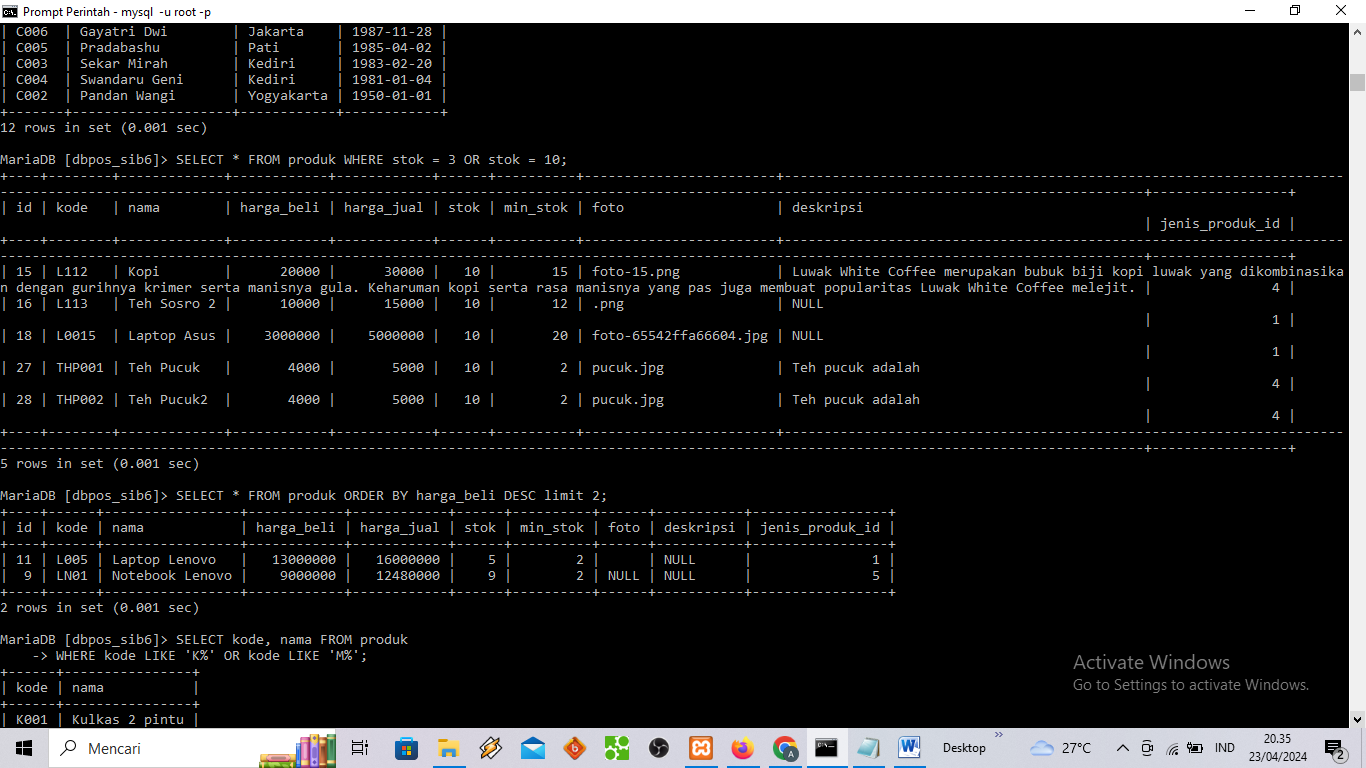 Prompt Perintah - mysql -u root -p
| C006 | Gayatri Dwi | Jakarta | 1987-11-28 |
| C005 | Pradabashu | Pati | 1985-04-02 |
| C003 | Sekar Mirah | Kediri | 1983-02-20 |
| C004 | Swandaru Geni | Kediri | 1981-01-04 |
| C002 | Pandan Wangi | Yogyakarta | 1950-01-01 |
12 rows in set (0.001 sec)
MariaDB [dbpos_sib6]> SELECT * FROM produk WHERE stok = 3 OR stok = 10;
| id | kode | nama | harga_beli | harga_jual | stok | min_stok | foto | deskripsi
| jenis_produk_id |
| 15 | L112 | Kopi | 20000 | 30000 | 10 | 15 | foto-15.png | Luwak White Coffee merupakan bubuk biji kopi luwak yang dikombinasika
n dengan gurihnya krimer serta manisnya gula. Keharuman kopi serta rasa manisnya yang pas juga membuat popularitas Luwak White Coffee melejit. | 4 |
| 16 | L113 | Teh Sosro 2 | 10000 | 15000 | 10 | 12 | .png | NULL
| 1 |
| 18 | L0015 | Laptop Asus | 3000000 | 5000000 | 10 | 20 | foto-65542ffa66604.jpg | NULL
| 1 |
| 27 | THP001 | Teh Pucuk | 4000 | 5000 | 10 | 2 | pucuk.jpg | Teh pucuk adalah
| 4 |
| 28 | THP002 | Teh Pucuk2 | 4000 | 5000 | 10 | 2 | pucuk.jpg | Teh pucuk adalah
| 4 |
5 rows in set (0.001 sec)
MariaDB [dbpos_sib6]> SELECT * FROM produk ORDER BY harga_beli DESC limit 2;
| id | kode | nama | harga_beli | harga_jual | stok | min_stok | foto | deskripsi | jenis_produk_id |
| 11 | L005 | Laptop Lenovo | 13000000 | 16000000 | 5 | 2 | | NULL | 1 |
| 9 | LN01 | Notebook Lenovo | 9000000 | 12480000 | 9 | 2 | NULL | NULL | 5 |
2 rows in set (0.001 sec)
MariaDB [dbpos_sib6]> SELECT kode, nama FROM produk
-> WHERE kode LIKE 'K%' OR kode LIKE 'M%';
| kode | nama |
| K001 | Kulkas 2 pintu |
Activate Windows
Go to Settings to activate Windows.
Mencari
Desktop
27°C
IND
20.35
23/04/2024
2